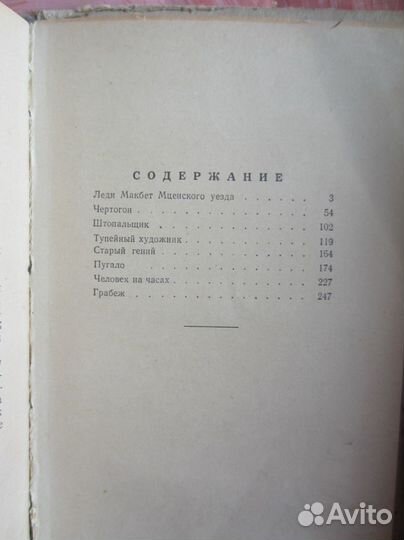 СОДЕРЖАНИЕ
Леди Макбет Мценского уезда . . . . . . 3
Чертогон . . . . . . . . . . . . . 54
Штопальщик . . . . . . . . . . . . 102
Тупейный художник . . . . . . . . . 119
Старый гений . . . . . . . . . . . 164
Пугало . . . . . . . . . . . . . . 174
Человек на часах . . . . . . . . . . 227
Грабеж . . . . . . . . . . . . . . 247
Avito